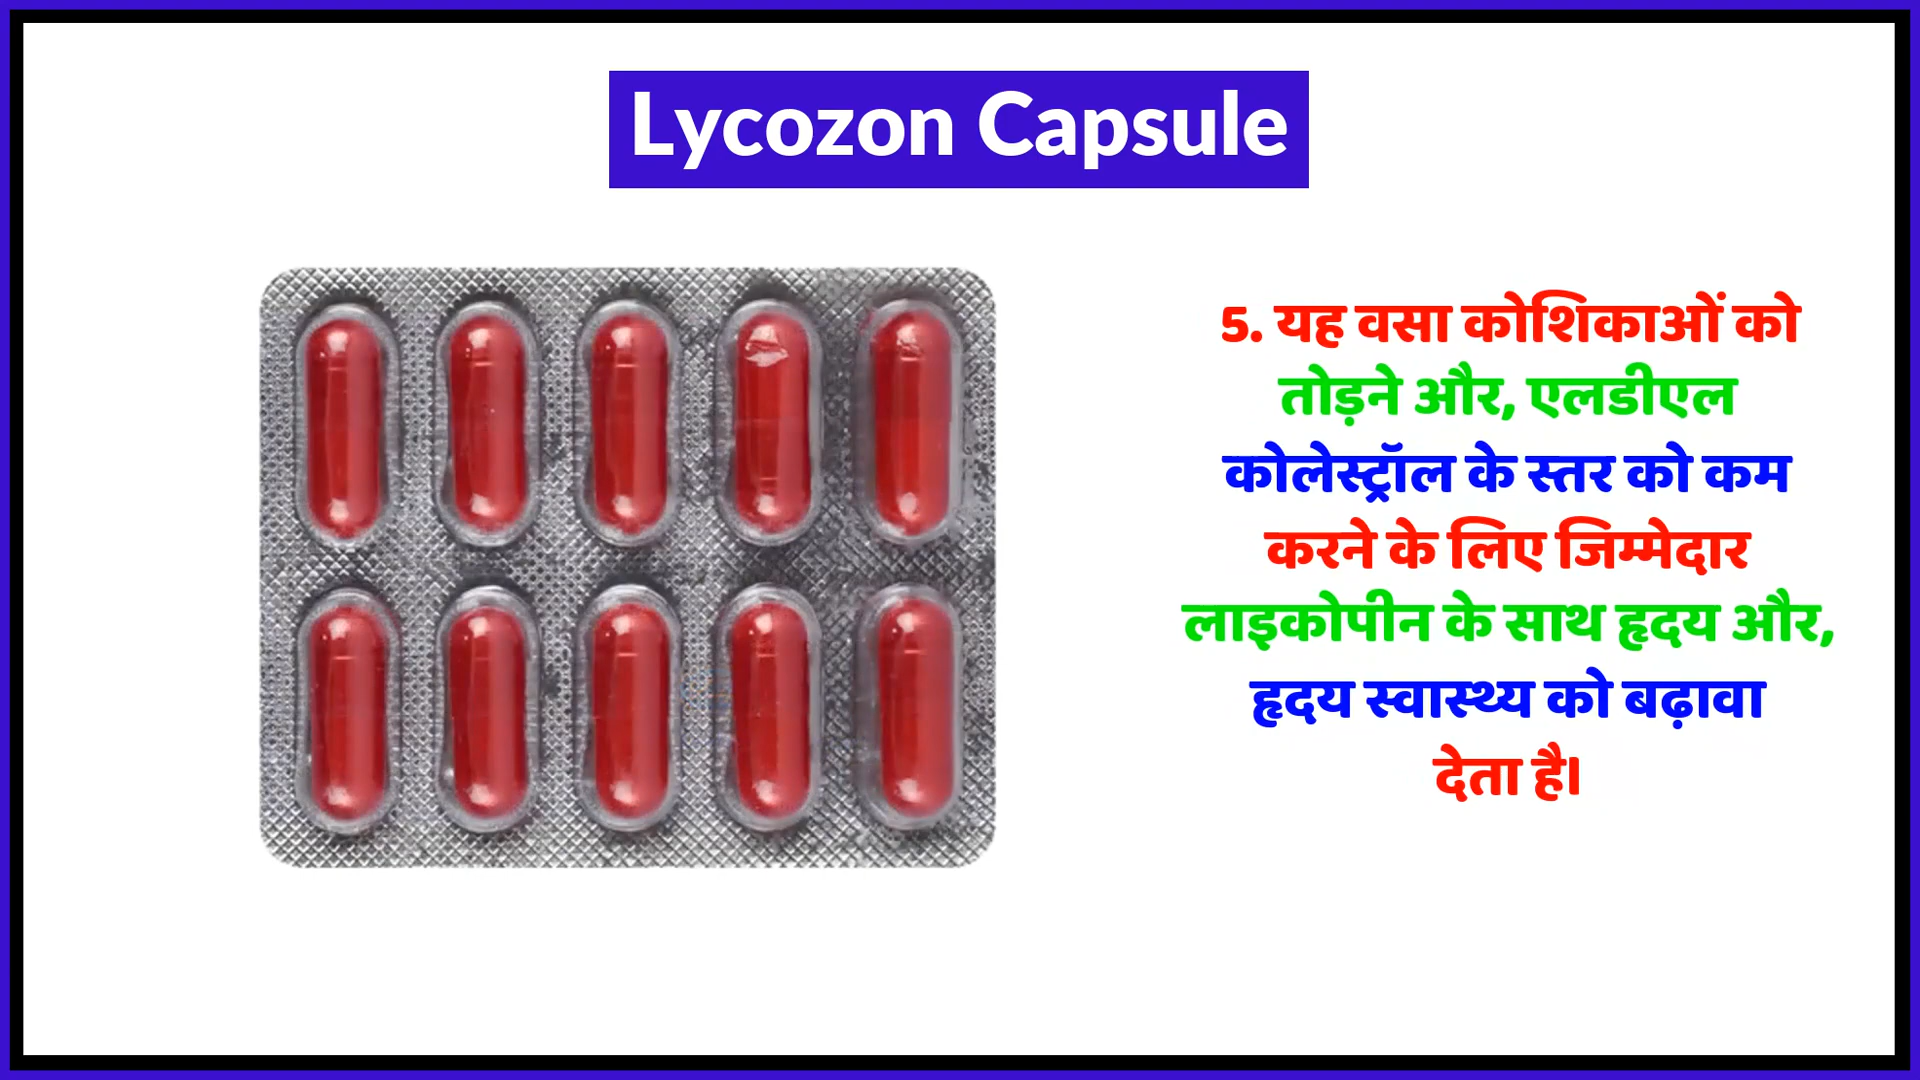 Lycozon Capsule
5. यह वसा कोशिकाओं को
तोड़ने और, एलडीएल
कोलेस्ट्रॉल के स्तर को कम
करने के लिए जिम्मेदार
लाइकोपीन के साथ हृदय और,
हृदय स्वास्थ्य को बढ़ावा
देता है।